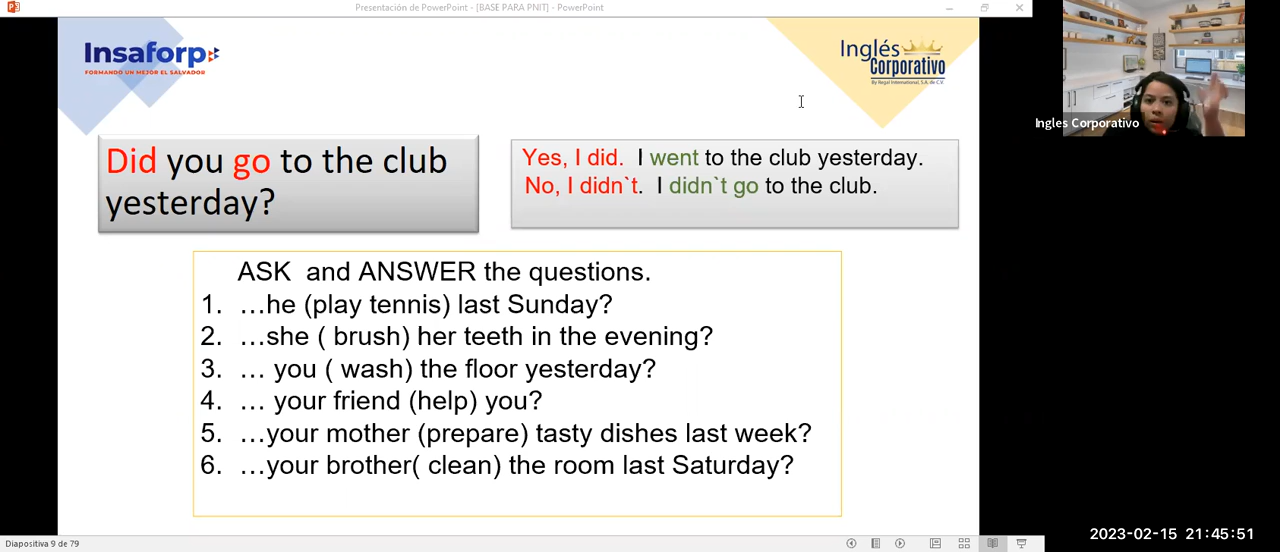 Presentación de PowerPoint - [BASE PARA PNIT] - PowerPoint
Insaforp
FORMANDO UN MEJOR EL SALVADOR
Inglés
Corporativo
By Regal International, S.A. de C.V.
Ingles Corporativo
Did you go to the club
yesterday?
Yes, I did. I went to the club yesterday.
No, I didn`t. I didn`t go to the club.
ASK and ANSWER the questions.
1. …he (play tennis) last Sunday?
2. …she ( brush) her teeth in the evening?
3. … you ( wash) the floor yesterday?
4. … your friend (help) you?
5. …your mother (prepare) tasty dishes last week?
6. …your brother( clean) the room last Saturday?
Diapositiva 9 de 79
2023-02-15 21:45:51